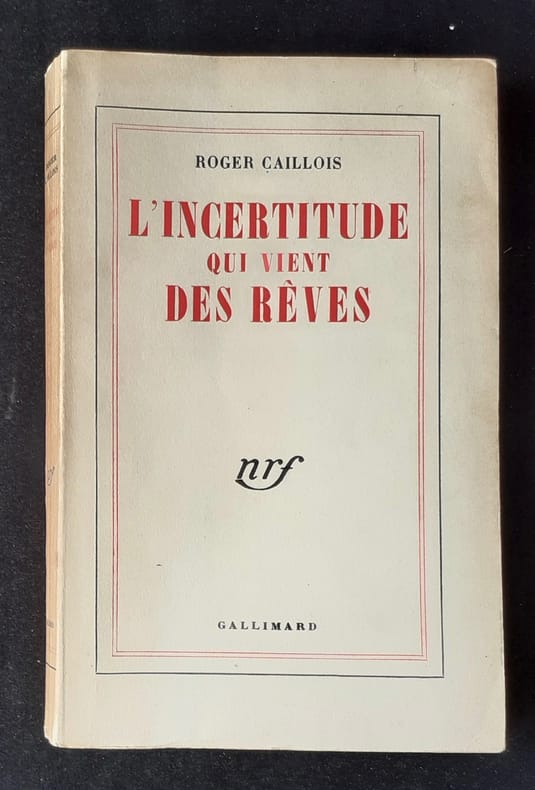 ROGER CAILLOIS
L'INCERTITUDE
QUI VIENT
DES RÊVES
nrf
GALLIMARD